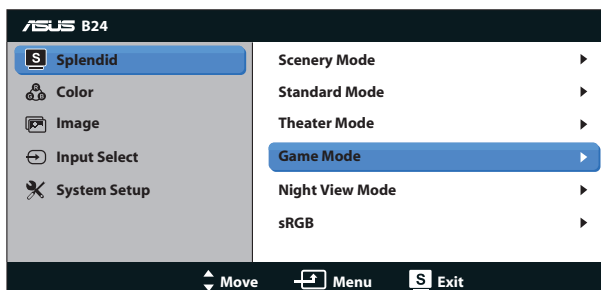 ASUS B24
S Splendid
Color
Image
Input Select
System Setup
Scenery Mode
Standard Mode
Theater Mode
Game Mode
Night View Mode
sRGB
Move Menu S Exit